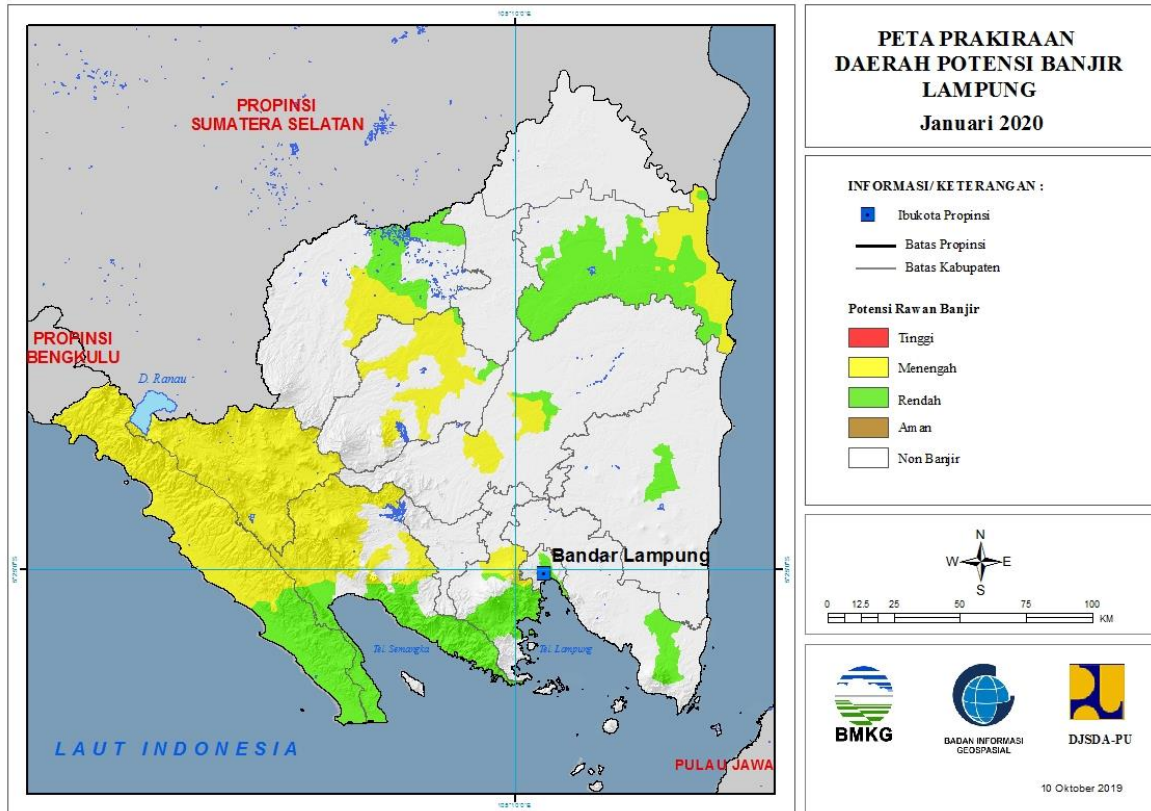 PETA PRAKIRAAN
DAERAH POTENSI BANJIR
LAMPUNG
Januari 2020
INFORMASI/ KETERANGAN :
Ibukota Propinsi
Batas Propinsi
Batas Kabupaten
Potensi Rawan Banjir
Tinggi
Menengah
Rendah
Aman
Non Banjir
N
W
E
S
0 12.5 25 50 75 100
KM
BMKG
BADAN INFORMASI
GEOSPASIAL
DJSDA-PU
10 Oktober 2019
PROPINSI
SUMATERA SELATAN
PROPINSI
BENGKULU
D. Ranau
Bandar Lampung
Tel. Semangka
Tel. Lampung
LAUT INDONESIA
PULAU JAWA